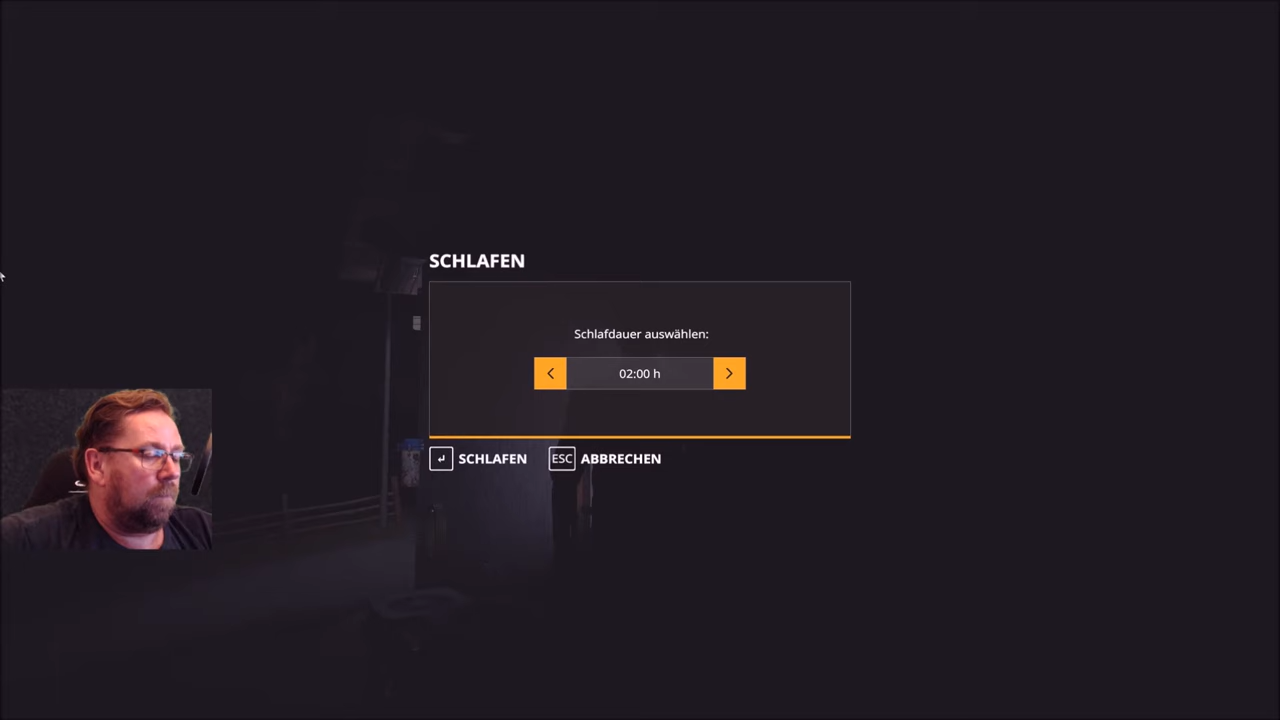 SCHLAFEN
Schlafdauer auswählen:
02:00 h
SCHLAFEN ESC ABBRECHEN